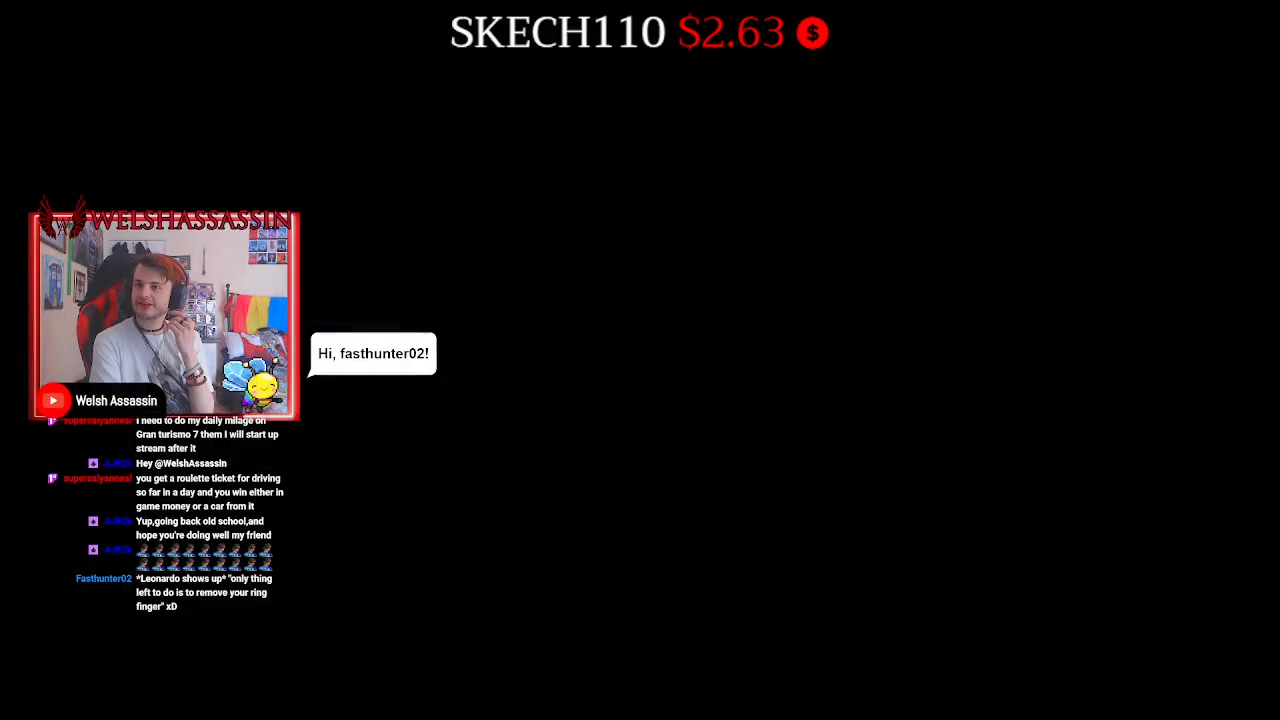 SKECH110 $2.63
WELSHASSASSIN
Hi, fasthunter02!
Welsh Assassin
supersaiyanneal I need to do my daily milage on
Gran turismo 7 them I will start up
stream after it
Hey @WelshAssassin
supersaiyanneal you get a roulette ticket for driving
so far in a day and you win either in
game money or a car from it
Yup,going back old school,and
hope you're doing well my friend
Fasthunter02 *Leonardo shows up* "only thing
left to do is to remove your ring
finger" xD